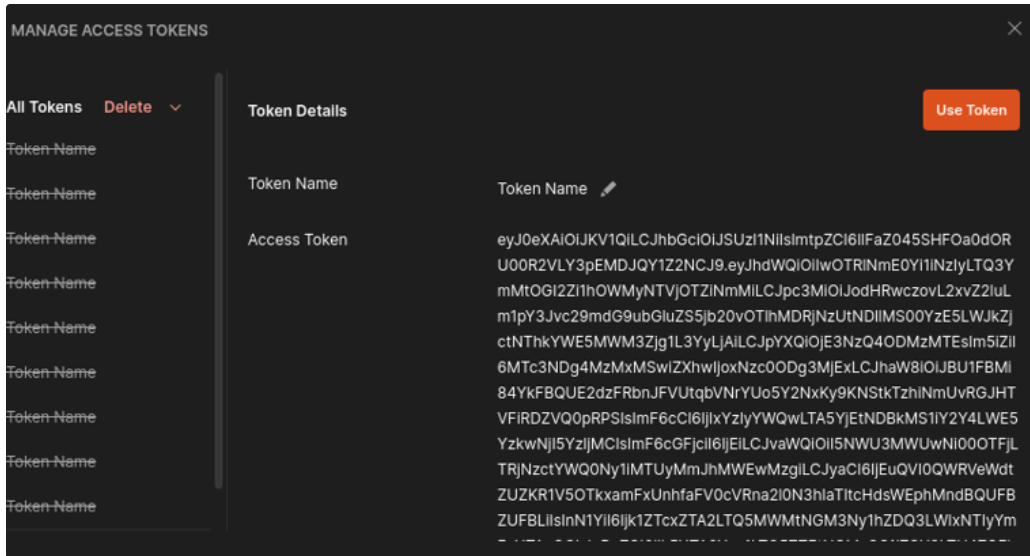 MANAGE ACCESS TOKENS
All Tokens Delete
Token Name
Token Name
Token Name
Token Name
Token Name
Token Name
Token Name
Token Name
Token Name
Token Details
Use Token
Token Name
Token Name
Access Token
eyJ0eXAiOiJKV1QiLCJhbGciOiJSUzI1NiIsImtpZCI6IlFaZ045SHFOa0dOR
U00R2VLY3pEMDJQY1Z2NCJ9.eyJhdWQiOiIwOTRlNmE0Yi1iNzIyLTQ3Y
mMtOGI2Zi1hOWMyNTVjOTZiNmMiLCJpc3MiOiJodHRwczovL2xvZ2luL
m1pY3Jvc29mdG9ubGluZS5jb20vOTlhMDRjNzUtNDllMS00YzE5LWJkZj
ctNThkYWE5MWM3Zjg1L3YyLjAiLCJpYXQiOjE3NzQ4ODMzMTEsIm5iZiI
6MTc3NDg4MzMxMSwiZXhwIjoxNzc0ODg3MjExLCJhaW8iOiJBU1FBMi
84YkFBQUE2dzFRbnJFVUtqbVNrYUo5Y2NxKy9KNStkTzhiNmUvRGJHT
VFiRDZVQ0pRPSIsImF6cCI6IjIxYzIyYWQwLTA5YjEtNDBkMS1iY2Y4LWE5
YzkwNjI5YzljMCIsImF6cGFjciI6IjEiLCJvaWQiOiI5NWU3MWUwNi00OTFjL
TRjNzctYWQ0Ny1iMTUyMmJhMWEwMzgiLCJyaCI6IjEuQVI0QWRVeWdt
ZUZKR1V5OTkxamFxUnhfaFV0cVRna2l0N3hIaTltcHdsWEphMndBQUFB
ZUFBLiIsInN1YiI6Ijk1ZTcxZTA2LTQ5MWMtNGM3Ny1hZDQ3LWIxNTIyYm